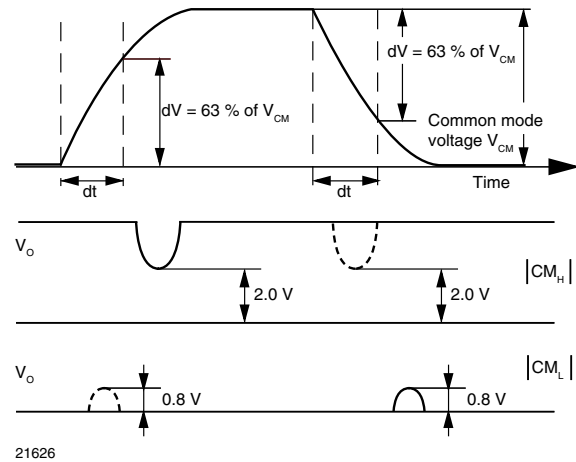 dV = 63 % of V_CM
dV = 63 % of V_CM
Common mode
voltage V_CM
dt
dt
Time
V_O
2.0 V
2.0 V
|CM_H|
V_O
0.8 V
0.8 V
|CM_L|
21626